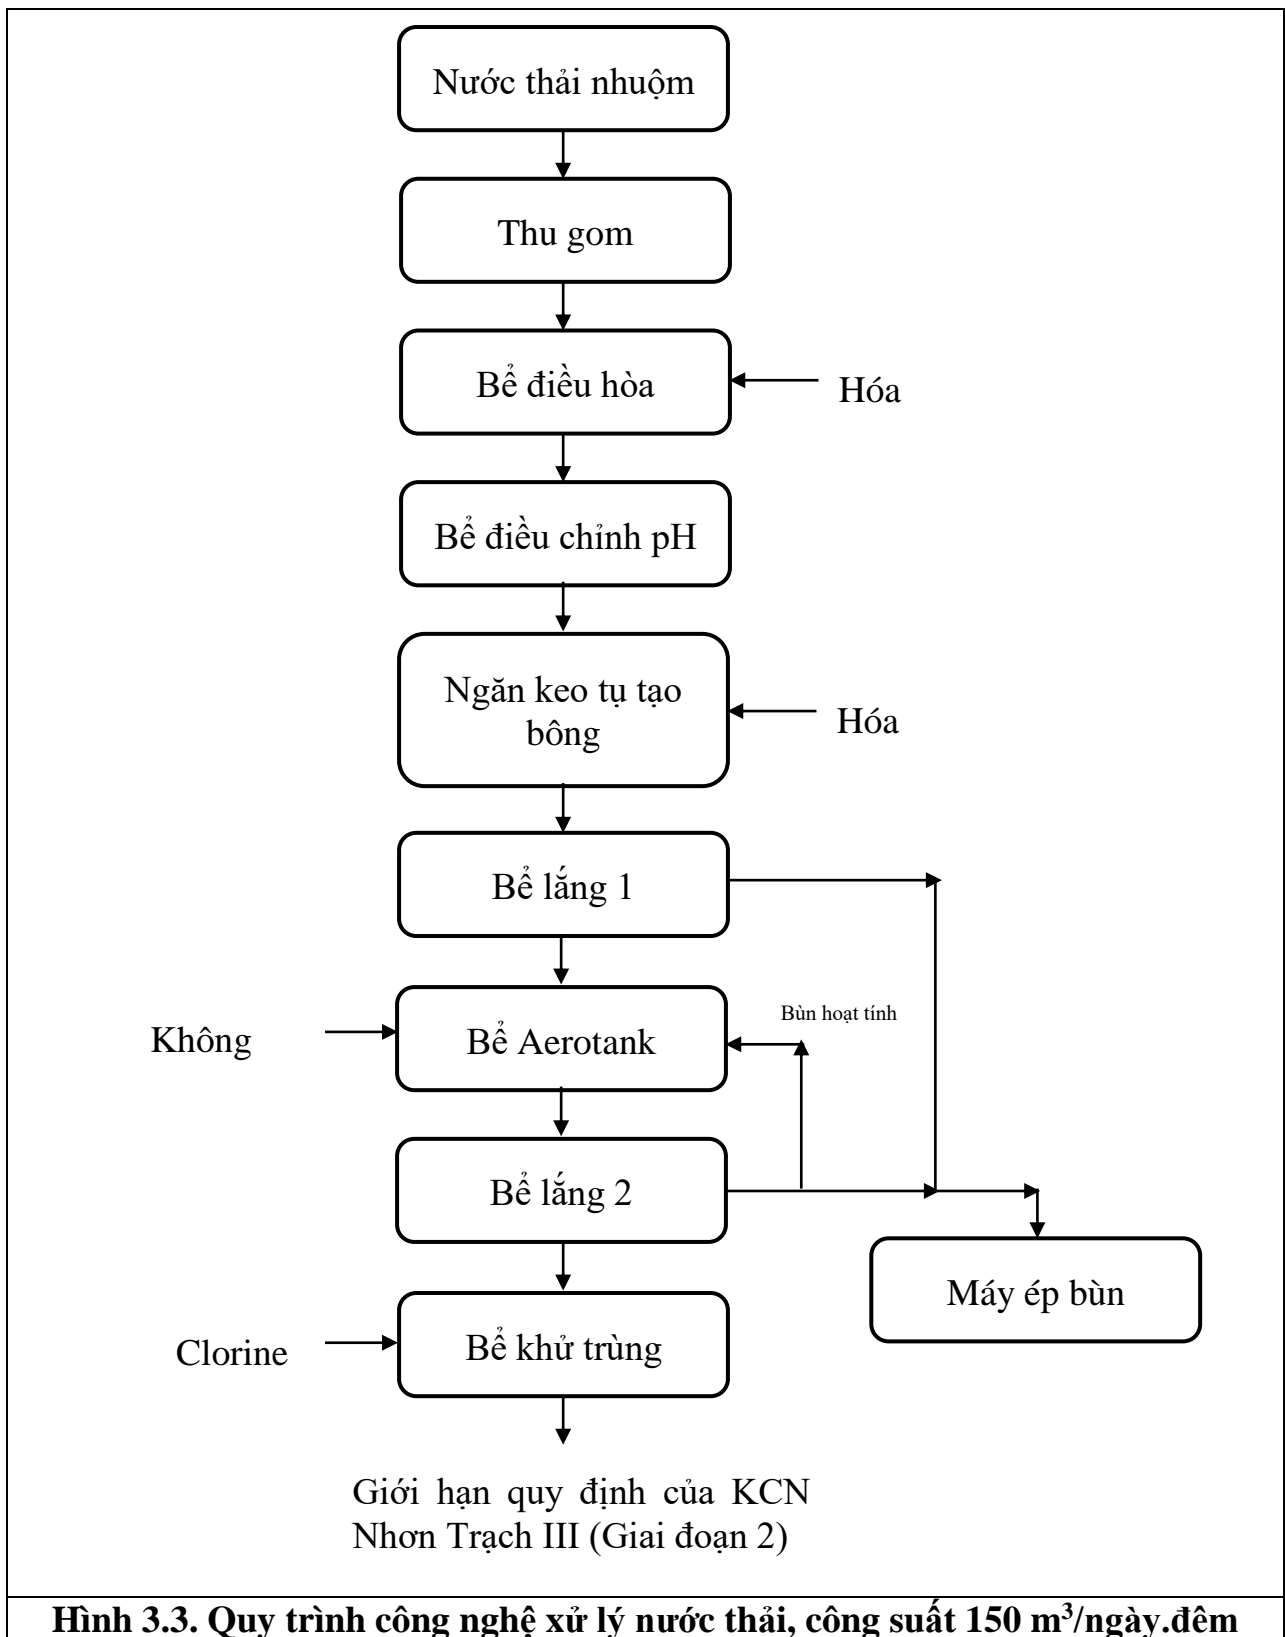 Nước thải nhuộm
Thu gom
Bể điều hòa
Hóa
Bể điều chỉnh pH
Ngăn keo tụ tạo
bông
Hóa
Bể lắng 1
Bùn hoạt tính
Không
Bể Aerotank
Bể lắng 2
Máy ép bùn
Clorine
Bể khử trùng
Giới hạn quy định của KCN
Nhơn Trạch III (Giai đoạn 2)
Hình 3.3. Quy trình công nghệ xử lý nước thải, công suất 150 m³/ngày.đêm